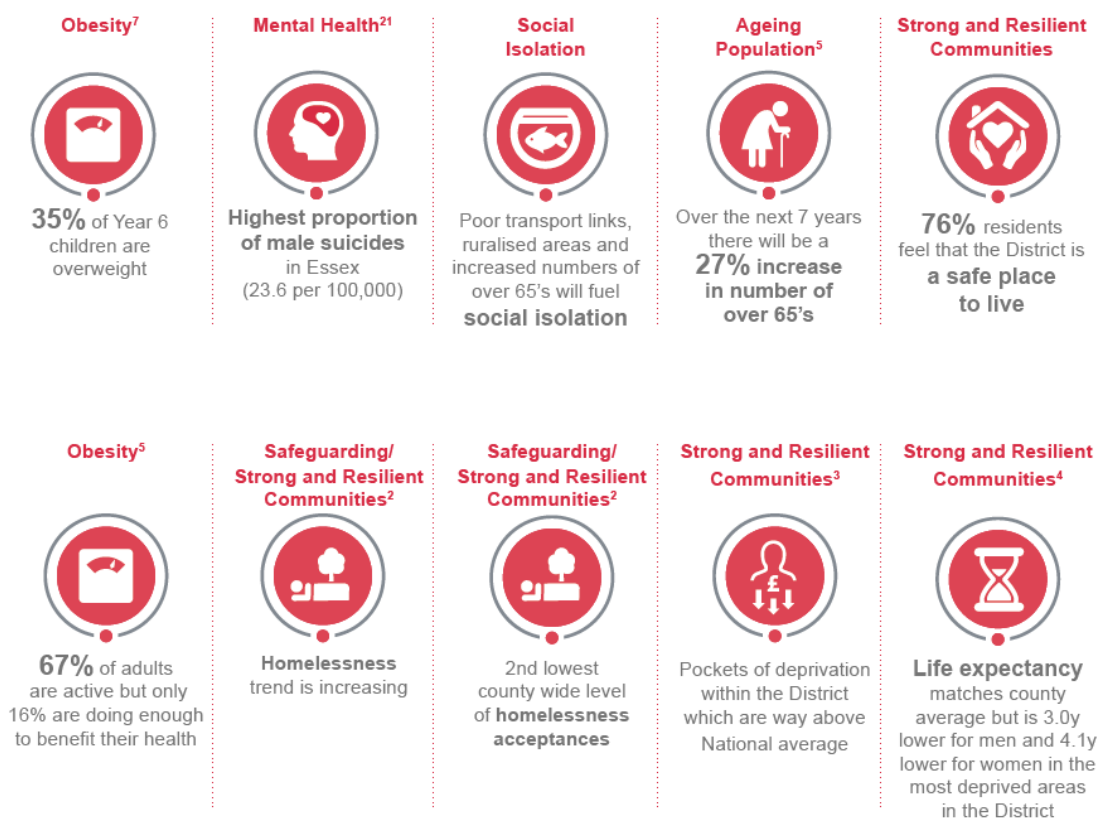 Obesity7
35% of Year 6
children are
overweight
Mental Health21
Highest proportion
of male suicides
in Essex
(23.6 per 100,000)
Social
Isolation
Poor transport links,
ruralised areas and
increased numbers of
over 65's will fuel
social isolation
Ageing
Population5
Over the next 7 years
there will be a
27% increase
in number of
over 65's
Strong and Resilient
Communities
76% residents
feel that the District is
a safe place
to live
Obesity5
67% of adults
are active but only
16% are doing enough
to benefit their health
Safeguarding/
Strong and Resilient
Communities2
Homelessness
trend is increasing
Safeguarding/
Strong and Resilient
Communities2
2nd lowest
county wide level
of homelessness
acceptances
Strong and Resilient
Communities3
£
Pockets of deprivation
within the District
which are way above
National average
Strong and Resilient
Communities4
Life expectancy
matches county
average but is 3.0y
lower for men and 4.1y
lower for women in the
most deprived areas
in the District